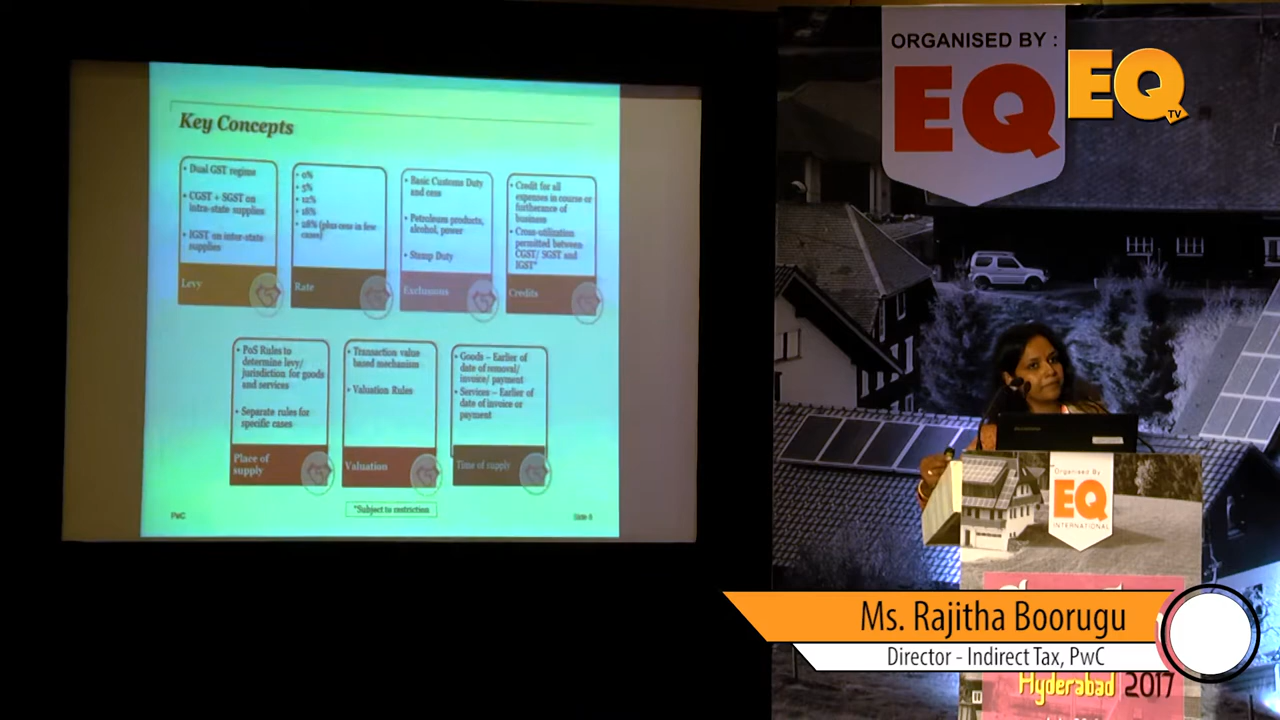 Key Concepts
• Dual GST regime
• CGST + SGST on
intra-state supplies
• IGST on inter-state
supplies
Levy
• 0%
• 5%
• 12%
• 18%
• 28% (plus cess in few
cases)
Rate
• Basic Customs Duty
and cess
• Petroleum products,
alcohol, power
• Stamp Duty
Exclusions
• Credit for all
expenses in course or
furtherance of
business
• Cross-utilization
permitted between
CGST/ SGST and
IGST*
Credits
• PoS Rules to
determine levy/
jurisdiction for goods
and services
• Separate rules for
specific cases
Place of
supply
• Transaction value
based mechanism
• Valuation Rules
Valuation
• Goods – Earlier of
date of removal/
invoice/ payment
• Services – Earlier of
date of invoice or
payment
Time of supply
*Subject to restriction
PwC
Slide 8
ORGANISED BY :
EQ
EQ
TV
Organised By
EQ
INTERNATIONAL
Ms. Rajitha Boorugu
Director - Indirect Tax, PwC
Hyderabad 2017